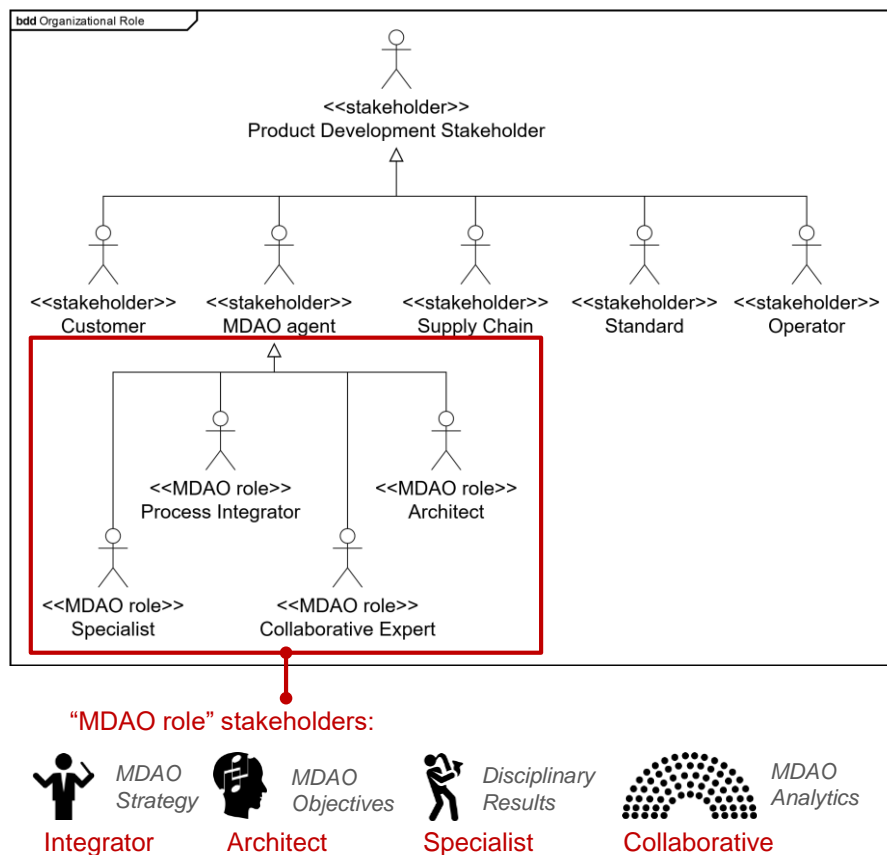 bdd Organizational Role
<<stakeholder>>
Product Development Stakeholder
<<stakeholder>>
Customer
<<stakeholder>>
MDAO agent
<<stakeholder>>
Supply Chain
<<stakeholder>>
Standard
<<stakeholder>>
Operator
<<MDAO role>>
Process Integrator
<<MDAO role>>
Architect
<<MDAO role>>
Specialist
<<MDAO role>>
Collaborative Expert
“MDAO role” stakeholders:
MDAO
Strategy
Integrator
MDAO
Objectives
Architect
Disciplinary
Results
Specialist
MDAO
Analytics
Collaborative